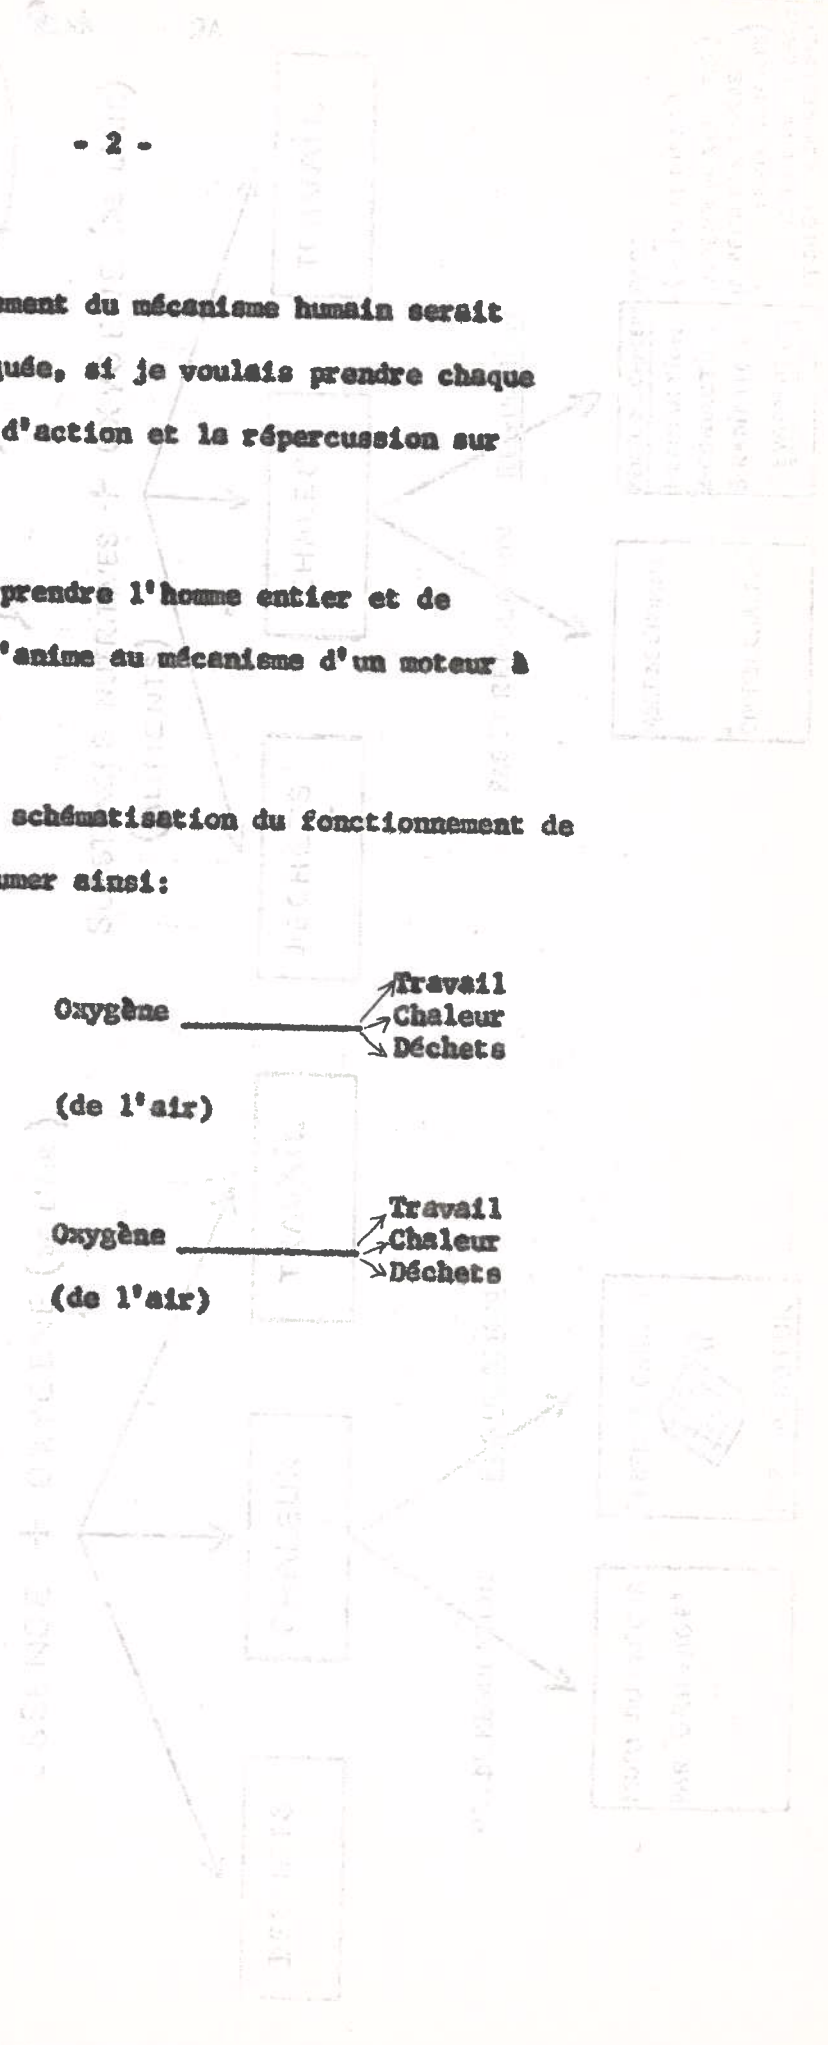 - 2 -
ment du mécanisme humain serait
quée, si je voulais prendre chaque
d'action et la répercussion sur
prendre l'homme entier et de
'anime au mécanisme d'un moteur à
schématisation du fonctionnement de
umer ainsi:
Travail
Oxygène Chaleur
Déchets
(de l'air)
Travail
Oxygène Chaleur
Déchets
(de l'air)